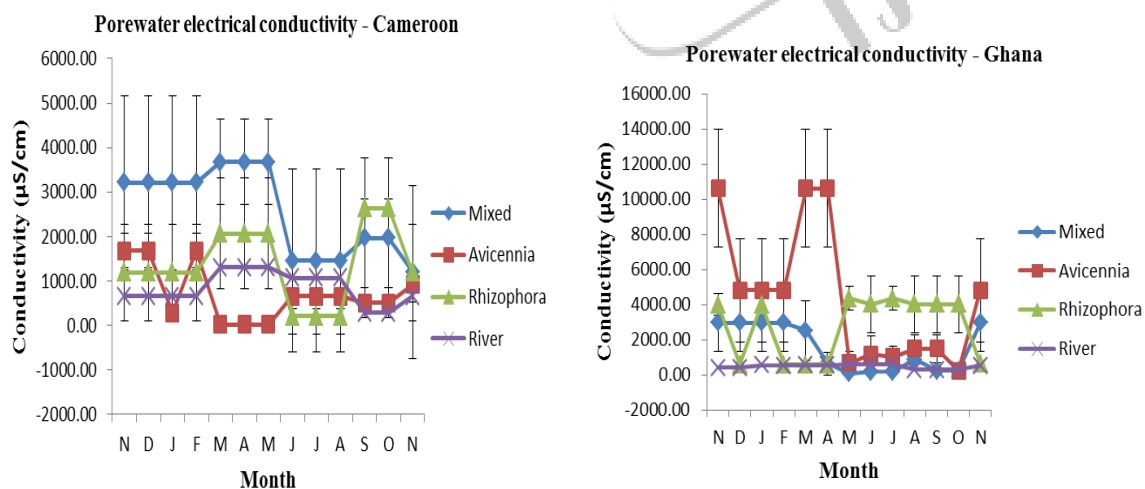 Porewater electrical conductivity - Cameroon
Conductivity (µS/cm)
6000.00
5000.00
4000.00
3000.00
2000.00
1000.00
0.00
-1000.00
-2000.00
N D J F M A M J J A S O N
Month
Mixed
Avicennia
Rhizophora
River
Porewater electrical conductivity - Ghana
Conductivity (µS/cm)
16000.00
14000.00
12000.00
10000.00
8000.00
6000.00
4000.00
2000.00
0.00
-2000.00
N D J F M A M J J A S O N
Month
Mixed
Avicennia
Rhizophora
River